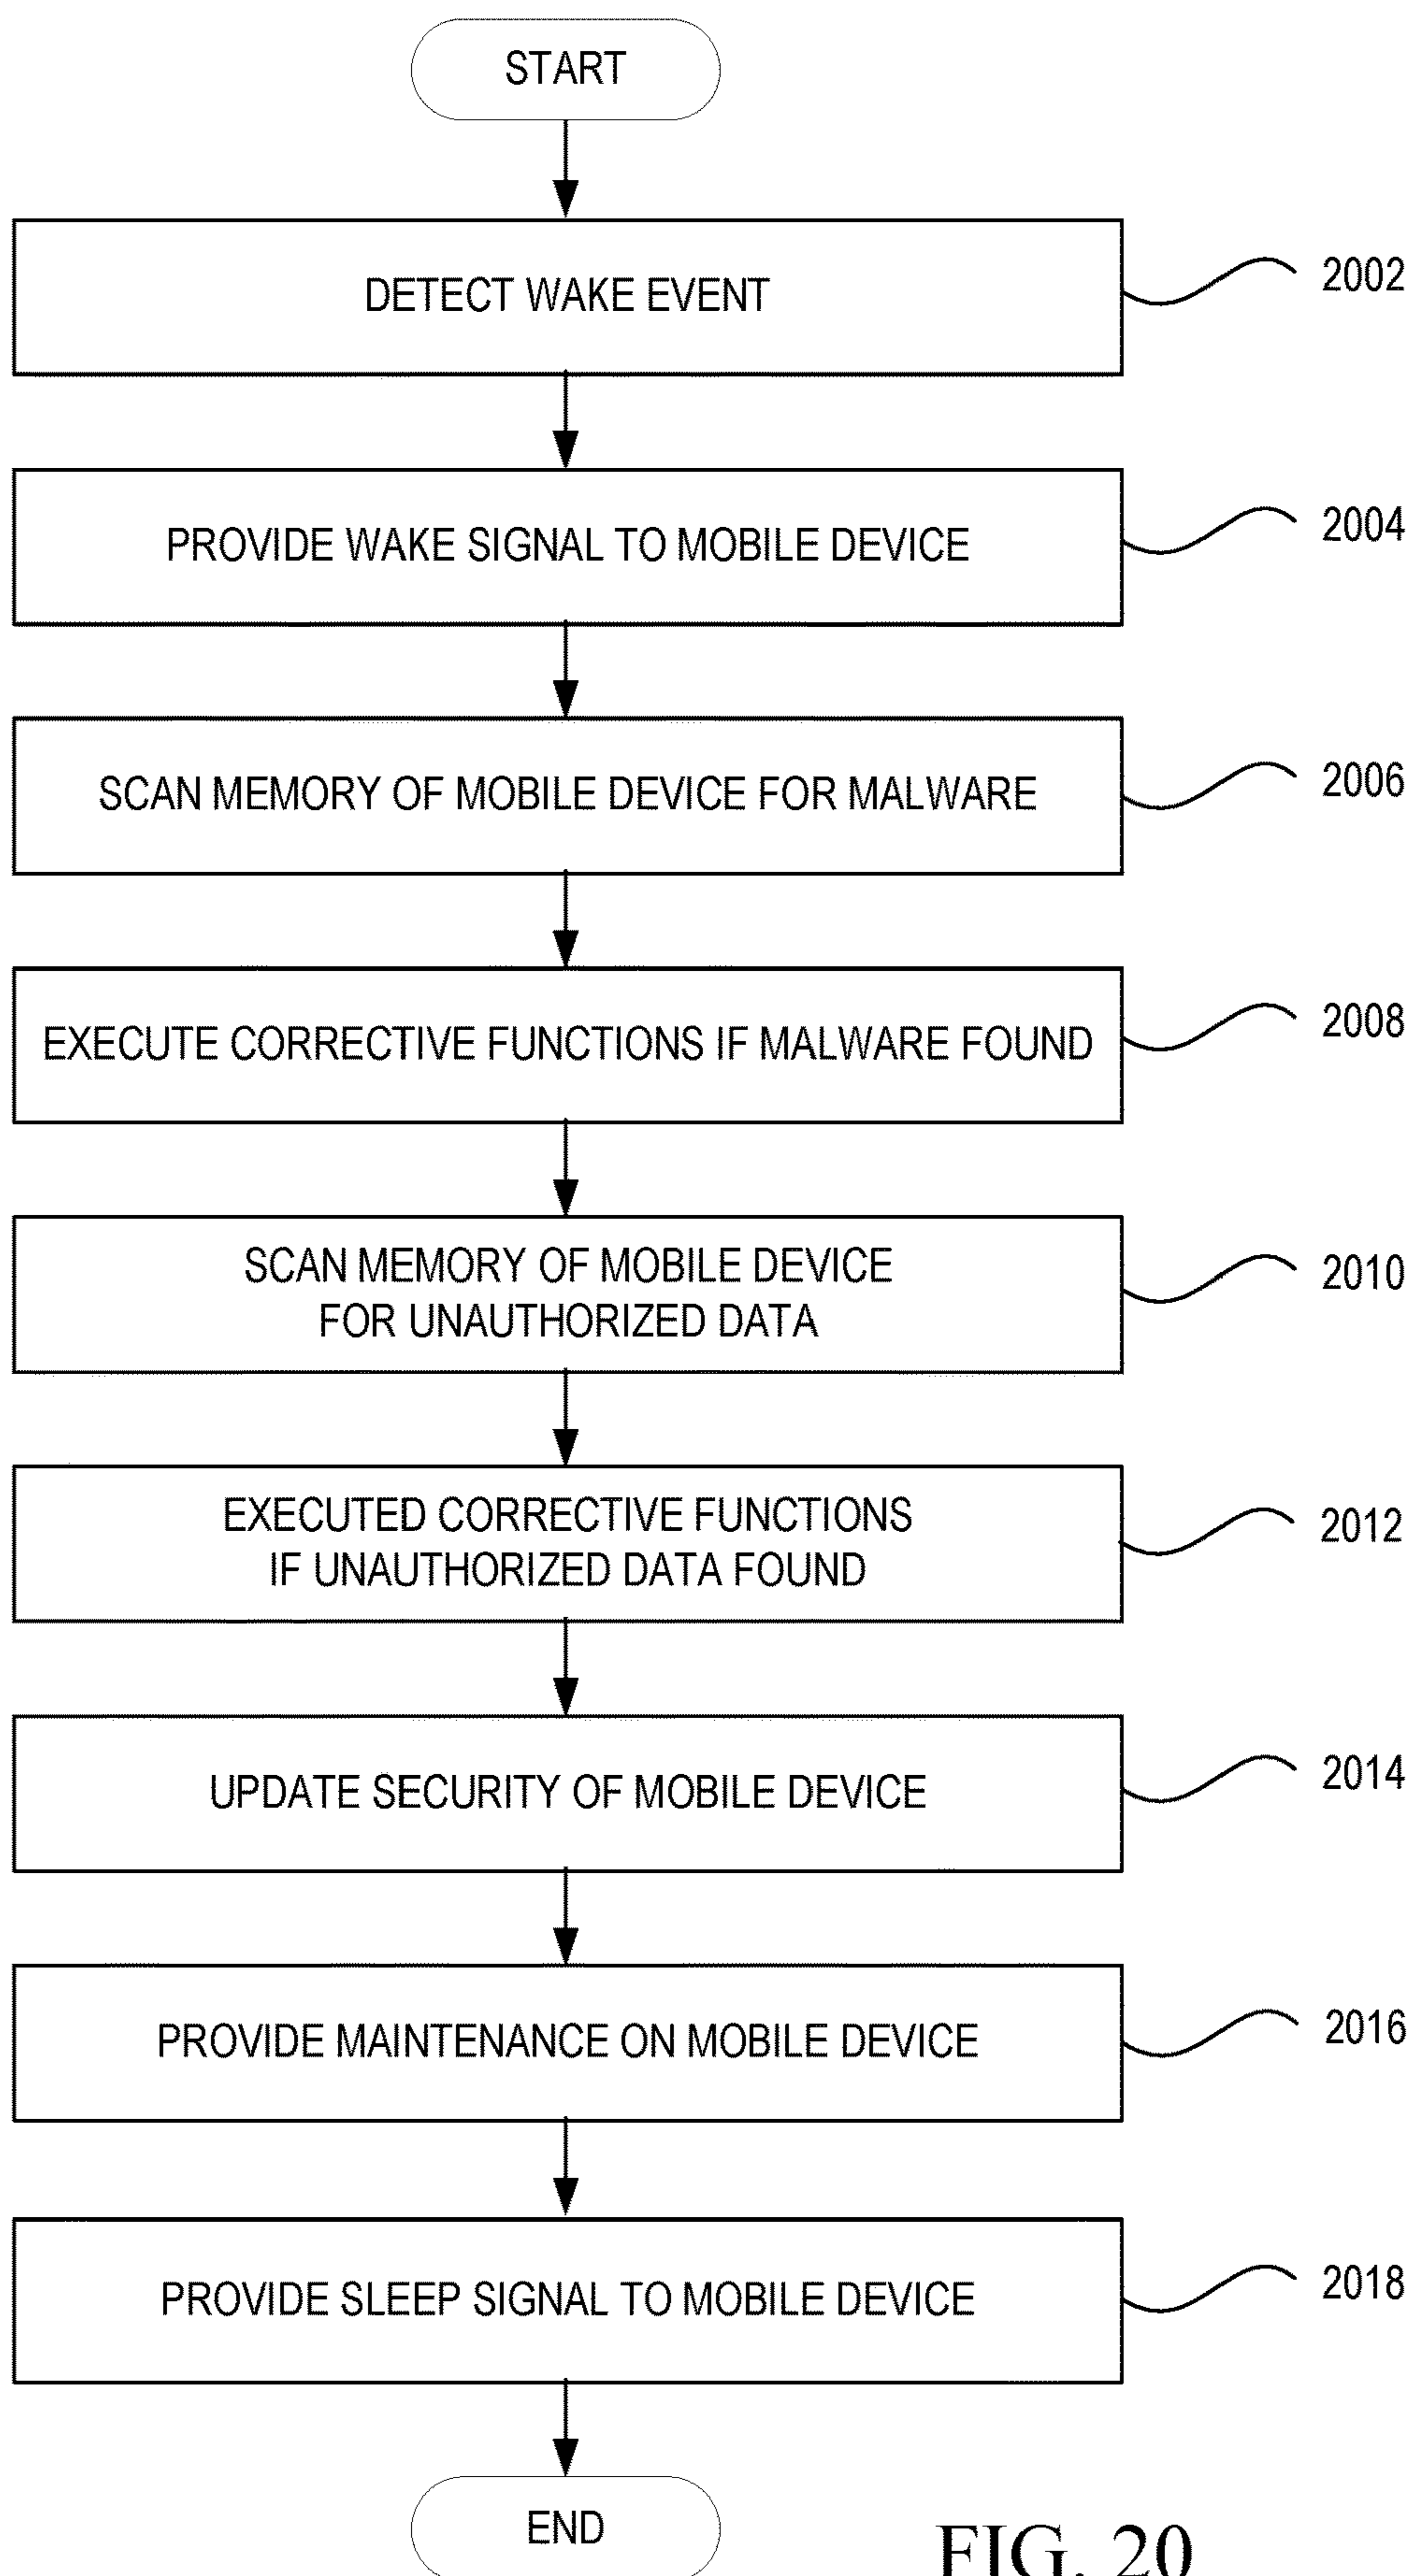 START
DETECT WAKE EVENT
2002
PROVIDE WAKE SIGNAL TO MOBILE DEVICE
2004
SCAN MEMORY OF MOBILE DEVICE FOR MALWARE
2006
EXECUTE CORRECTIVE FUNCTIONS IF MALWARE FOUND
2008
SCAN MEMORY OF MOBILE DEVICE
FOR UNAUTHORIZED DATA
2010
EXECUTED CORRECTIVE FUNCTIONS
IF UNAUTHORIZED DATA FOUND
2012
UPDATE SECURITY OF MOBILE DEVICE
2014
PROVIDE MAINTENANCE ON MOBILE DEVICE
2016
PROVIDE SLEEP SIGNAL TO MOBILE DEVICE
2018
END
FIG. 20